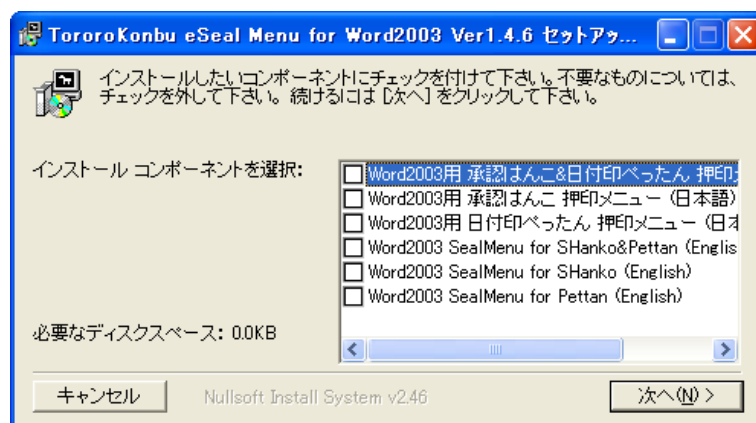 TororoKonbu eSeal Menu for Word2003 Ver1.4.6 セットアッ...
インストールしたいコンポーネントにチェックを付けて下さい。不要なものについては、
チェックを外して下さい。続けるには [次へ] をクリックして下さい。
インストール コンポーネントを選択:
Word2003用 承認はんこ&日付印ぺったん 押印
Word2003用 承認はんこ 押印メニュー (日本語)
Word2003用 日付印ぺったん 押印メニュー (日本
Word2003 SealMenu for SHanko&Pettan (Englis
Word2003 SealMenu for SHanko (English)
Word2003 SealMenu for Pettan (English)
必要なディスクスペース: 0.0KB
キャンセル
Nullsoft Install System v2.46
次へ(N) >